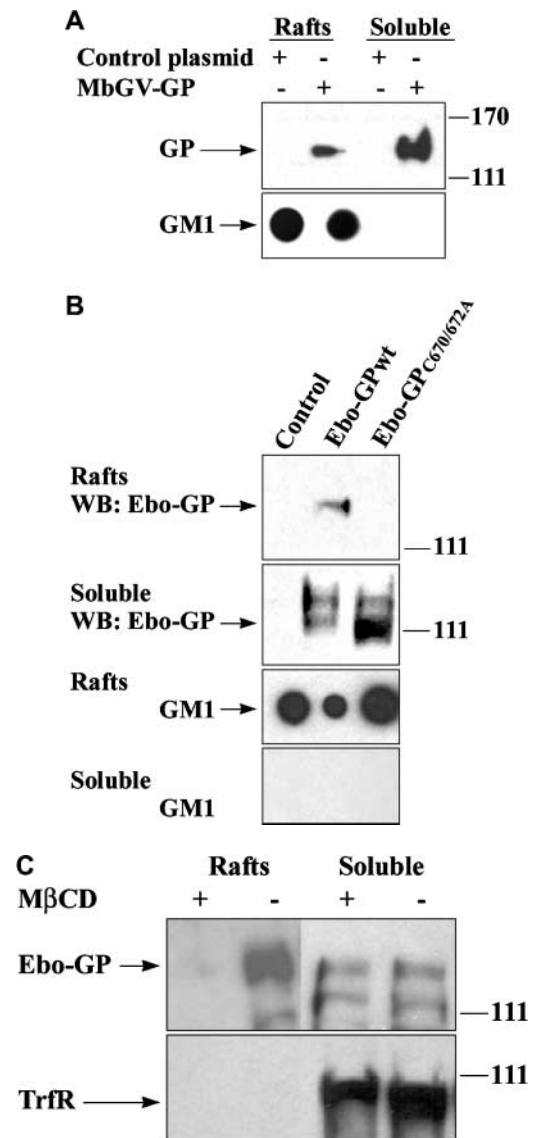 A
Rafts Soluble
Control plasmid + - + -
MbGV-GP - + - +
GP
170
111
GM1
B
Control
Ebo-GPwt
Ebo-GPC670/672A
Rafts
WB: Ebo-GP
111
Soluble
WB: Ebo-GP
111
Rafts
GM1
Soluble
GM1
C
Rafts Soluble
MβCD + - + -
Ebo-GP
111
111
TrfR